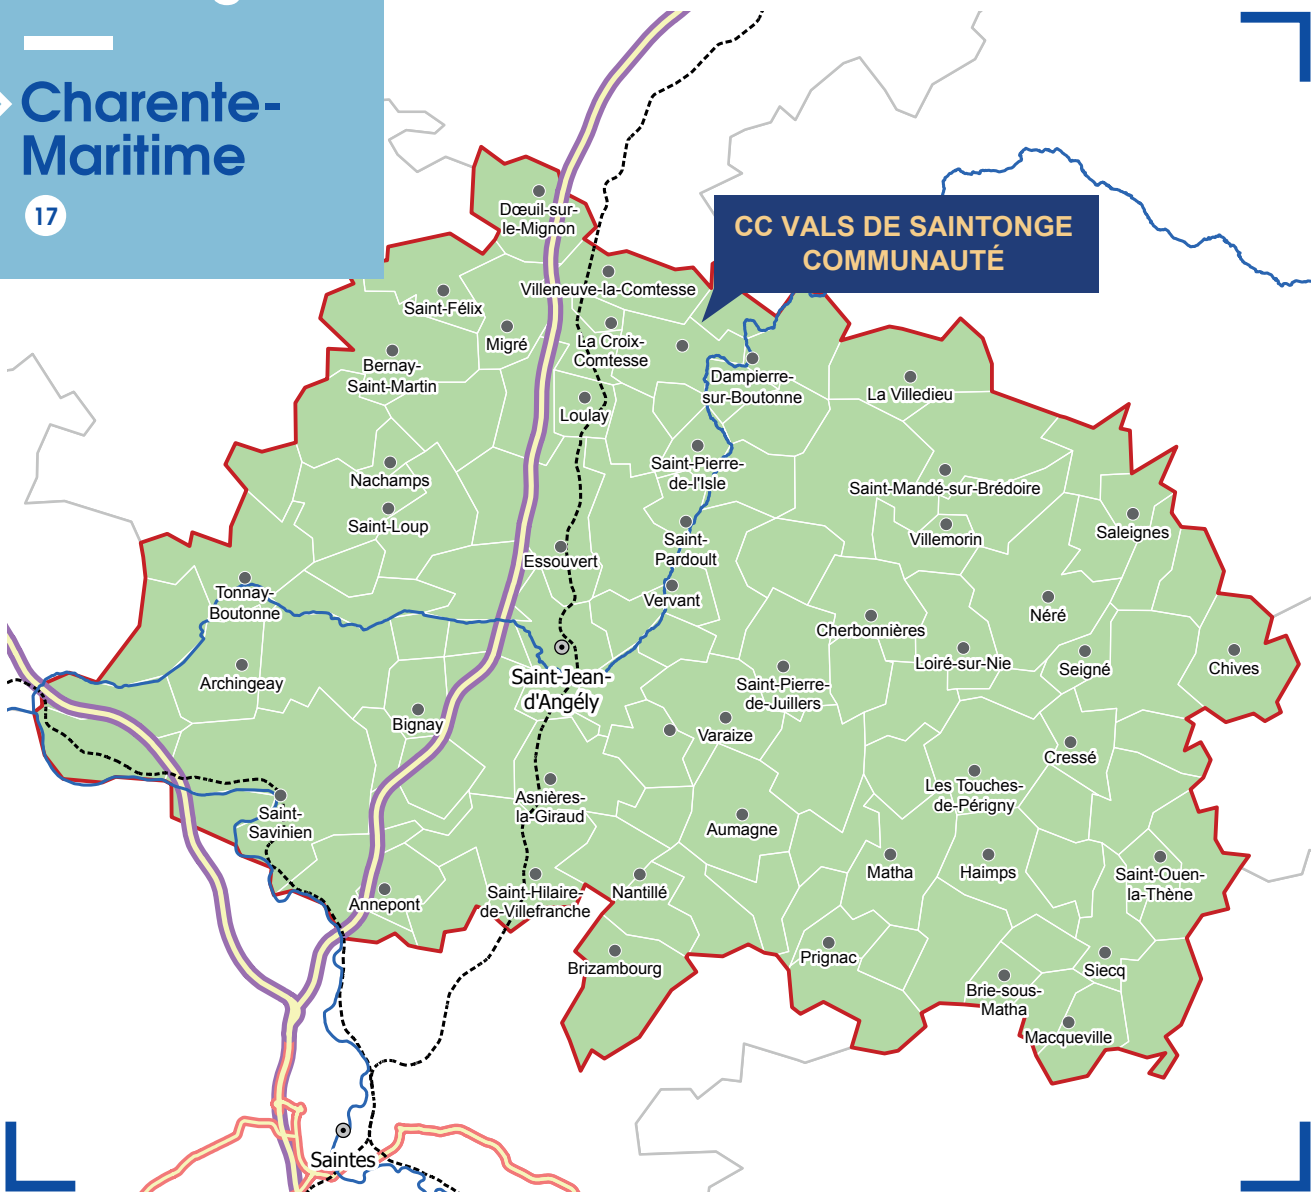 Charente-
Maritime
17
CC VALS DE SAINTONGE
COMMUNAUTÉ
Dœuil-sur-
le-Mignon
Villeneuve-la-Comtesse
Saint-Félix
Migré
La Croix-
Comtesse
Bernay-
Saint-Martin
Dampierre-
sur-Boutonne
La Villedieu
Loulay
Saint-Pierre-
de-l'Isle
Nachamps
Saint-Mandé-sur-Brédoire
Saint-Loup
Villemorin
Saleignes
Saint-
Pardoult
Essouvert
Tonnay-
Boutonne
Vervant
Néré
Cherbonnières
Loiré-sur-Nie
Seigné
Chives
Archingeay
Saint-Jean-
d'Angély
Saint-Pierre-
de-Juillers
Bignay
Varaize
Cressé
Les Touches-
de-Périgny
Asnières-
la-Giraud
Saint-
Savinien
Aumagne
Matha
Haimps
Saint-Ouen-
la-Thène
Annepont
Saint-Hilaire-
de-Villefranche
Nantillé
Brizambourg
Prignac
Siecq
Brie-sous-
Matha
Macqueville
Saintes